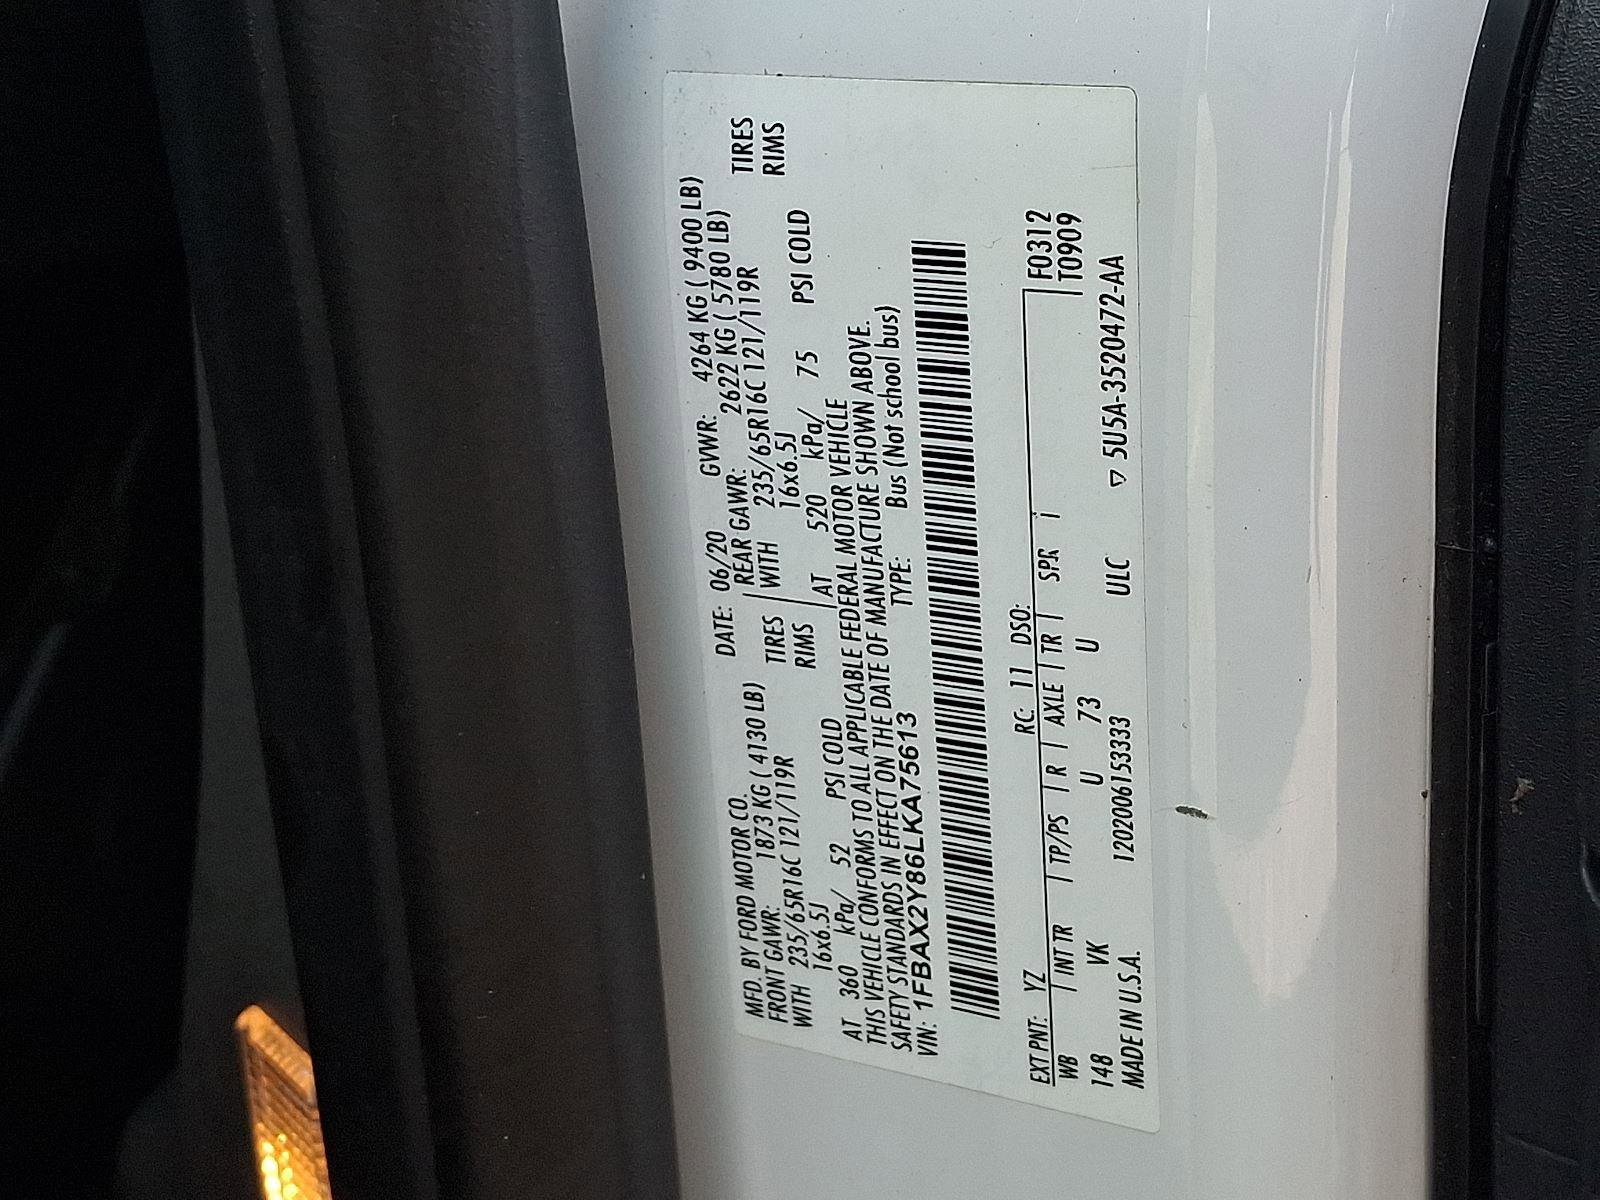 MFD. BY FORD MOTOR CO.
DATE: 06/20 GVWR: 4264 KG ( 9400 LB)
FRONT GAWR: 1873 KG ( 4130 LB) REAR GAWR: 2622 KG ( 5780 LB)
WITH 235/65R16C 121/119R TIRES WITH 235/65R16C 121/119R TIRES
16x6.5J RIMS 16x6.5J RIMS
AT 360 kPa/ 52 PSI COLD AT 520 kPa/ 75 PSI COLD
THIS VEHICLE CONFORMS TO ALL APPLICABLE FEDERAL MOTOR VEHICLE
SAFETY STANDARDS IN EFFECT ON THE DATE OF MANUFACTURE SHOWN ABOVE.
VIN: 1FBAX2Y86LKA75613 TYPE: Bus (Not school bus)
EXT PNT: YZ RC: 11 DSO: F0312
WB INT TR TP/PS R AXLE TR SPR T0909
148 VK U 73 U
MADE IN U.S.A. 1202006153333 ULC ▽ 5U5A-3520472-AA